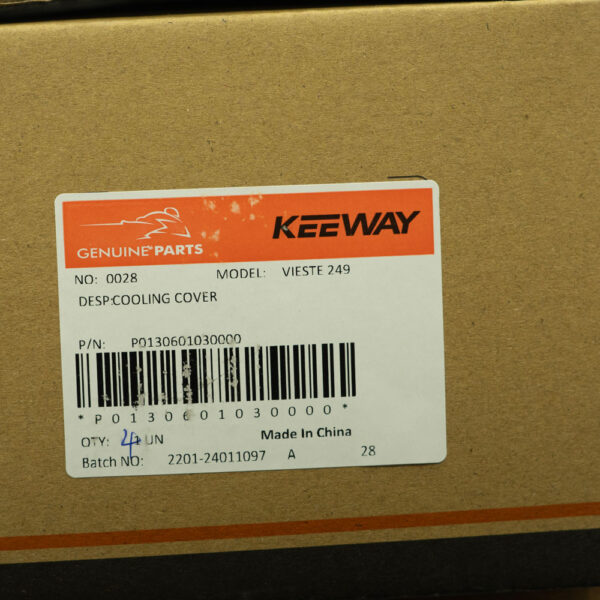 GENUINE PARTS
KEEWAY
NO: 0028 MODEL: VIESTE 249
DESP:COOLING COVER
P/N: P0130601030000
*P0130601030000*
QTY: 4 UN
Made In China
Batch NO: 2201-24011097 A 28